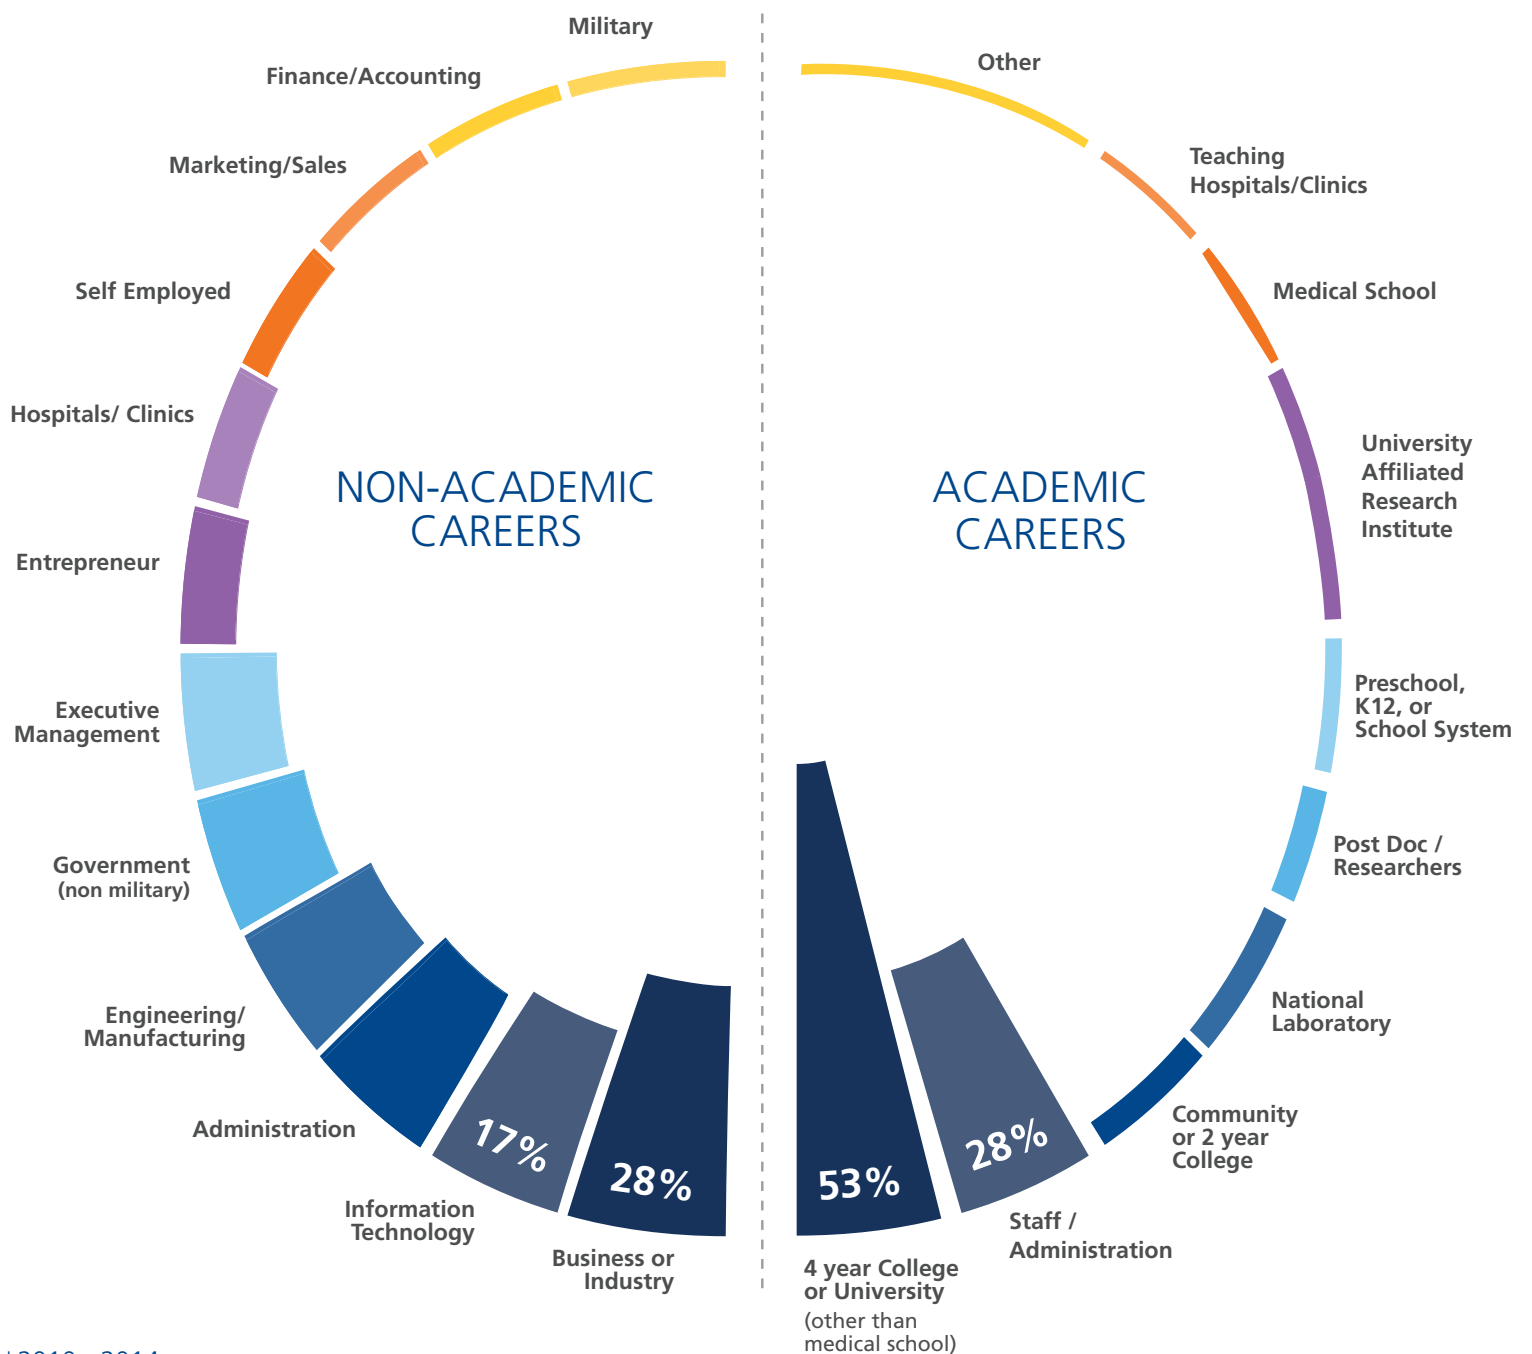 Military
Finance/Accounting
Marketing/Sales
Self Employed
Hospitals/ Clinics
Entrepreneur
Executive
Management
Government
(non military)
Engineering/
Manufacturing
Administration
Information
Technology
Business or
Industry
NON-ACADEMIC
CAREERS
17%
28%
Other
Teaching
Hospitals/Clinics
Medical School
University
Affiliated
Research
Institute
Preschool,
K12, or
School System
Post Doc /
Researchers
National
Laboratory
Community
or 2 year
College
Staff /
Administration
4 year College
or University
(other than
medical school)
ACADEMIC
CAREERS
53%
28%